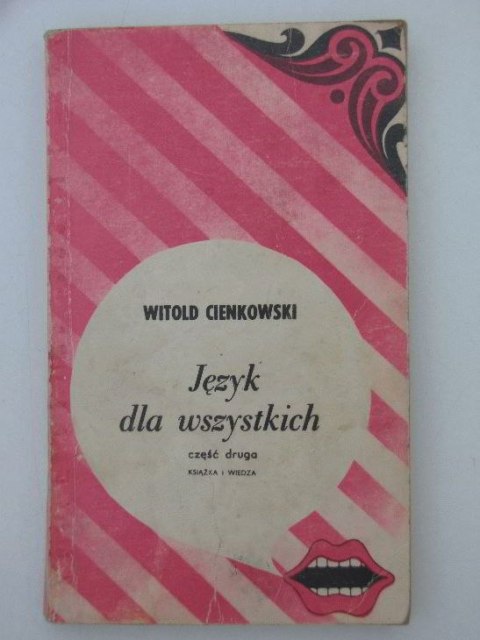 WITOLD CIENKOWSKI
Język
dla wszystkich
część druga
KSIĄŻKA I WIEDZA